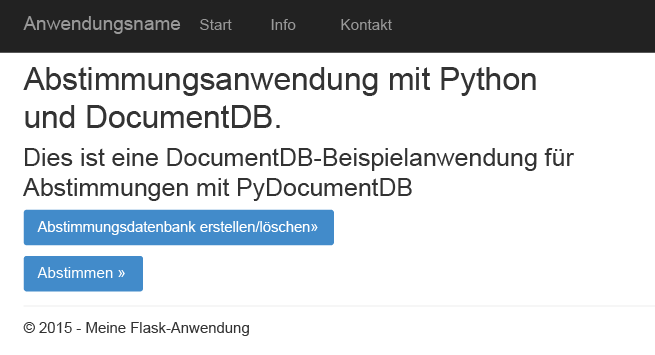 Anwendungsname Start Info Kontakt
Abstimmungsanwendung mit Python
und DocumentDB.
Dies ist eine DocumentDB-Beispielanwendung für
Abstimmungen mit PyDocumentDB
Abstimmungsdatenbank erstellen/löschen»
Abstimmen »
© 2015 - Meine Flask-Anwendung